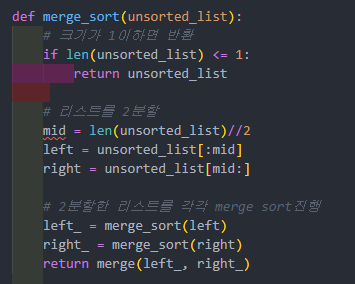 def merge_sort(unsorted_list):
# 크기가 1이하면 반환
if len(unsorted_list) <= 1:
return unsorted_list
# 리스트를 2분할
mid = len(unsorted_list)//2
left = unsorted_list[:mid]
right = unsorted_list[mid:]
# 2분할한 리스트를 각각 merge sort진행
left_ = merge_sort(left)
right_ = merge_sort(right)
return merge(left_, right_)